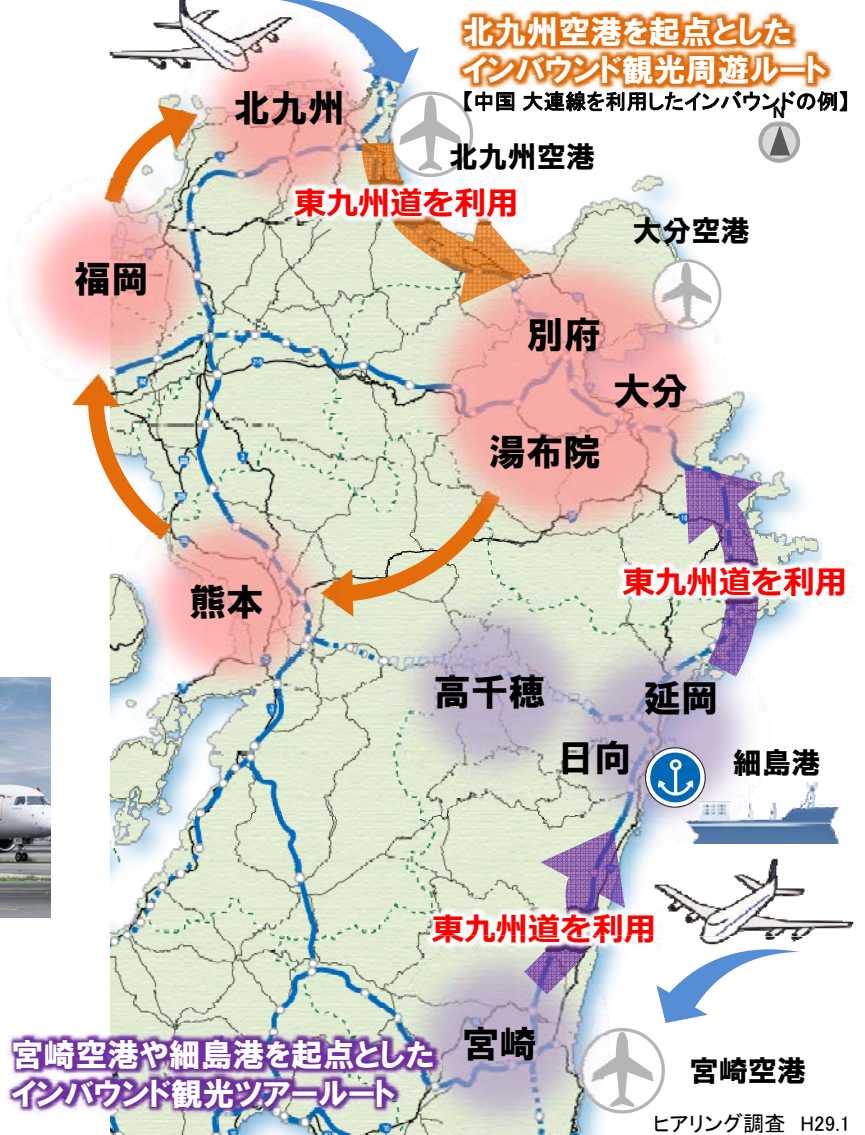 北九州空港を起点とした
インバウンド観光周遊ルート
【中国 大連線を利用したインバウンドの例】
N
北九州
北九州空港
東九州道を利用
大分空港
福岡
別府
大分
湯布院
東九州道を利用
熊本
高千穂
延岡
日向
細島港
東九州道を利用
宮崎
宮崎空港や細島港を起点とした
インバウンド観光ツアールート
宮崎空港
ヒアリング調査 H29.1